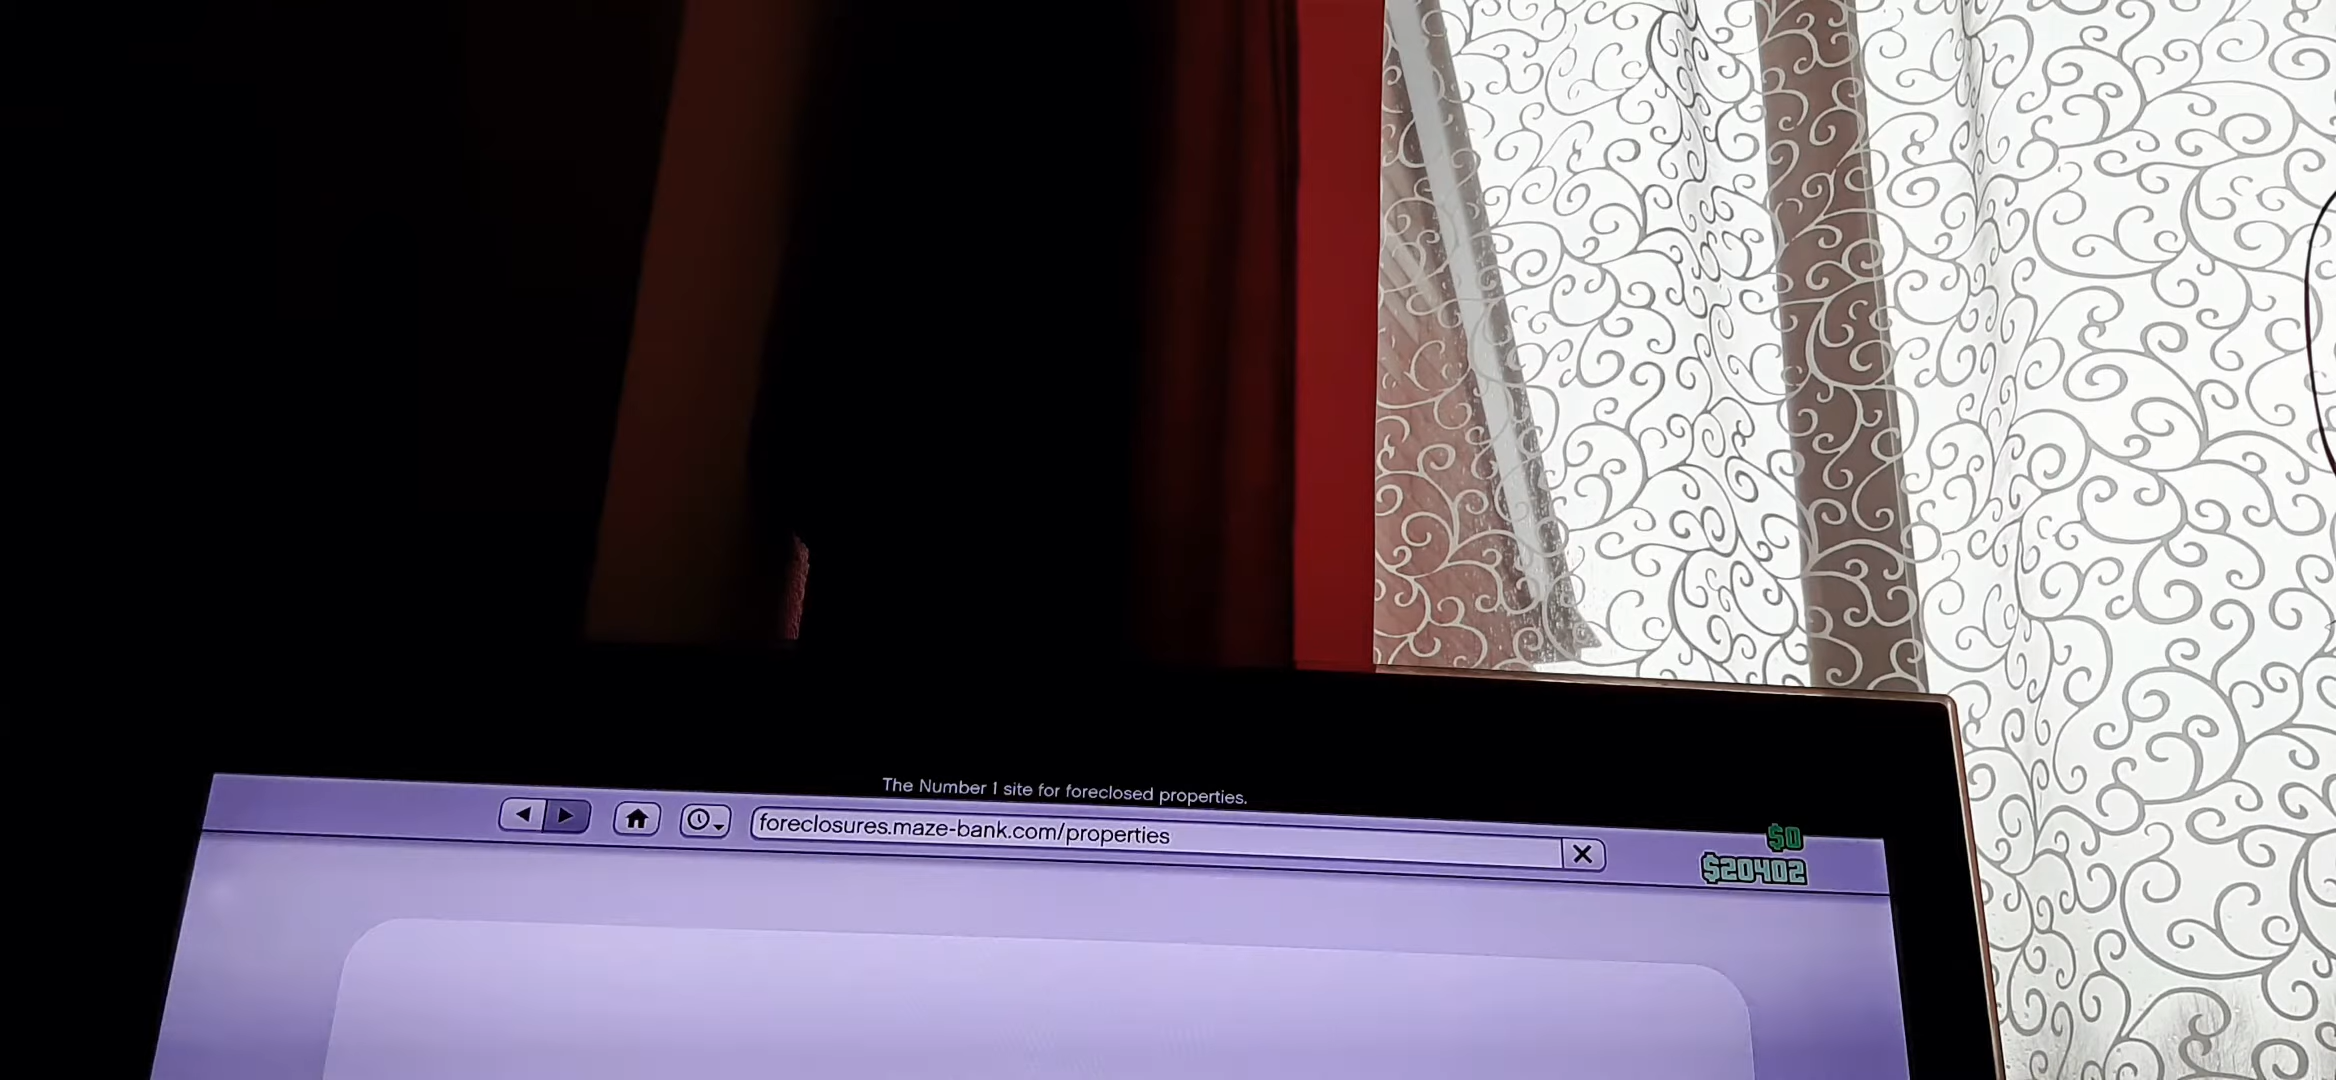 The Number 1 site for foreclosed properties.
foreclosures.maze-bank.com/properties
$0
$20402